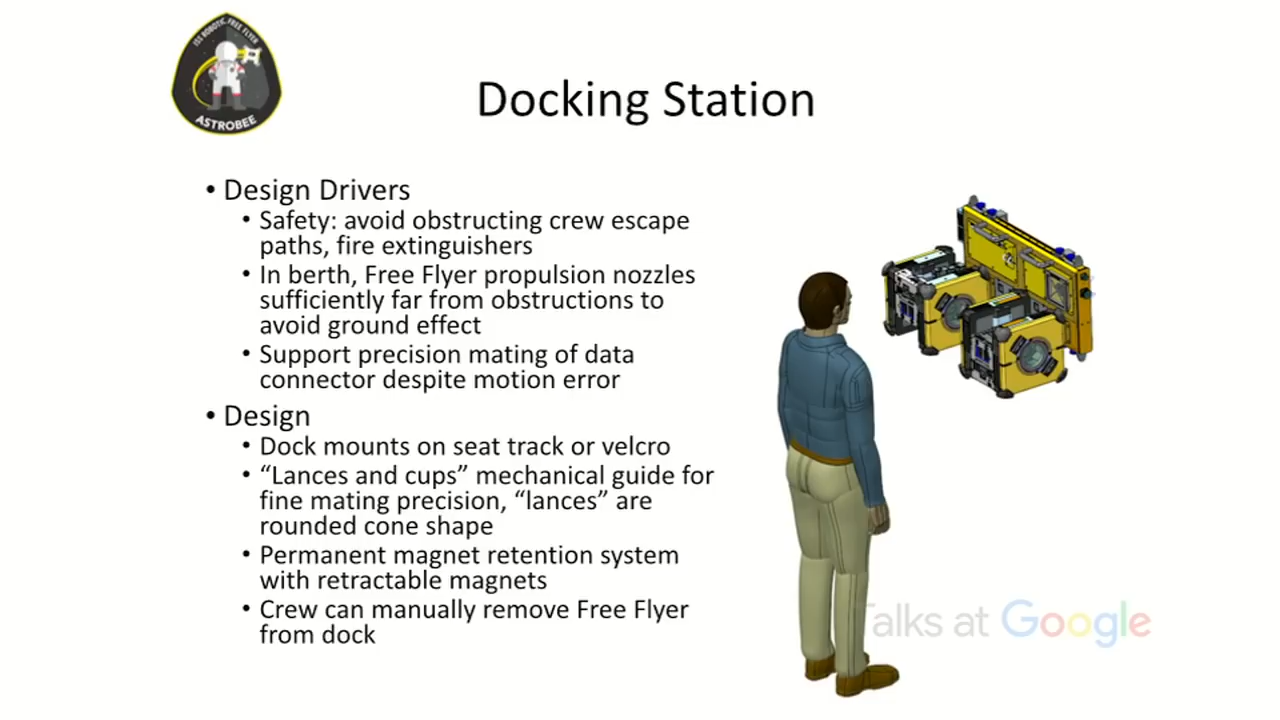 ISS ROBOTIC FREE FLYER
ASTROBEE
Docking Station
• Design Drivers
• Safety: avoid obstructing crew escape
paths, fire extinguishers
• In berth, Free Flyer propulsion nozzles
sufficiently far from obstructions to
avoid ground effect
• Support precision mating of data
connector despite motion error
• Design
• Dock mounts on seat track or velcro
• “Lances and cups” mechanical guide for
fine mating precision, “lances” are
rounded cone shape
• Permanent magnet retention system
with retractable magnets
• Crew can manually remove Free Flyer
from dock
Talks at Google